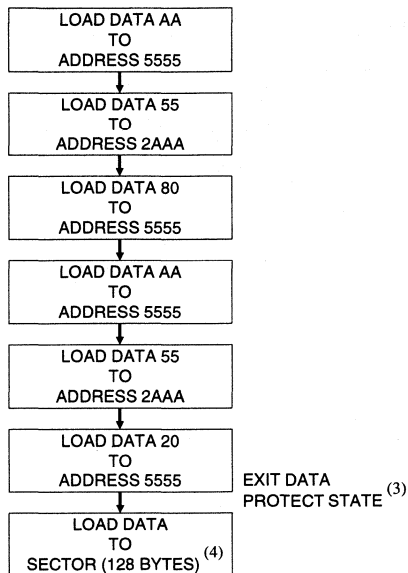 LOAD DATA AA
TO
ADDRESS 5555
LOAD DATA 55
TO
ADDRESS 2AAA
LOAD DATA 80
TO
ADDRESS 5555
LOAD DATA AA
TO
ADDRESS 5555
LOAD DATA 55
TO
ADDRESS 2AAA
LOAD DATA 20
TO
ADDRESS 5555
EXIT DATA
PROTECT STATE (3)
LOAD DATA
TO
SECTOR (128 BYTES) (4)